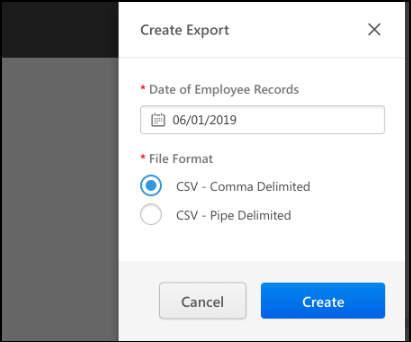 Create Export
* Date of Employee Records
06/01/2019
* File Format
CSV - Comma Delimited
CSV - Pipe Delimited
Cancel
Create